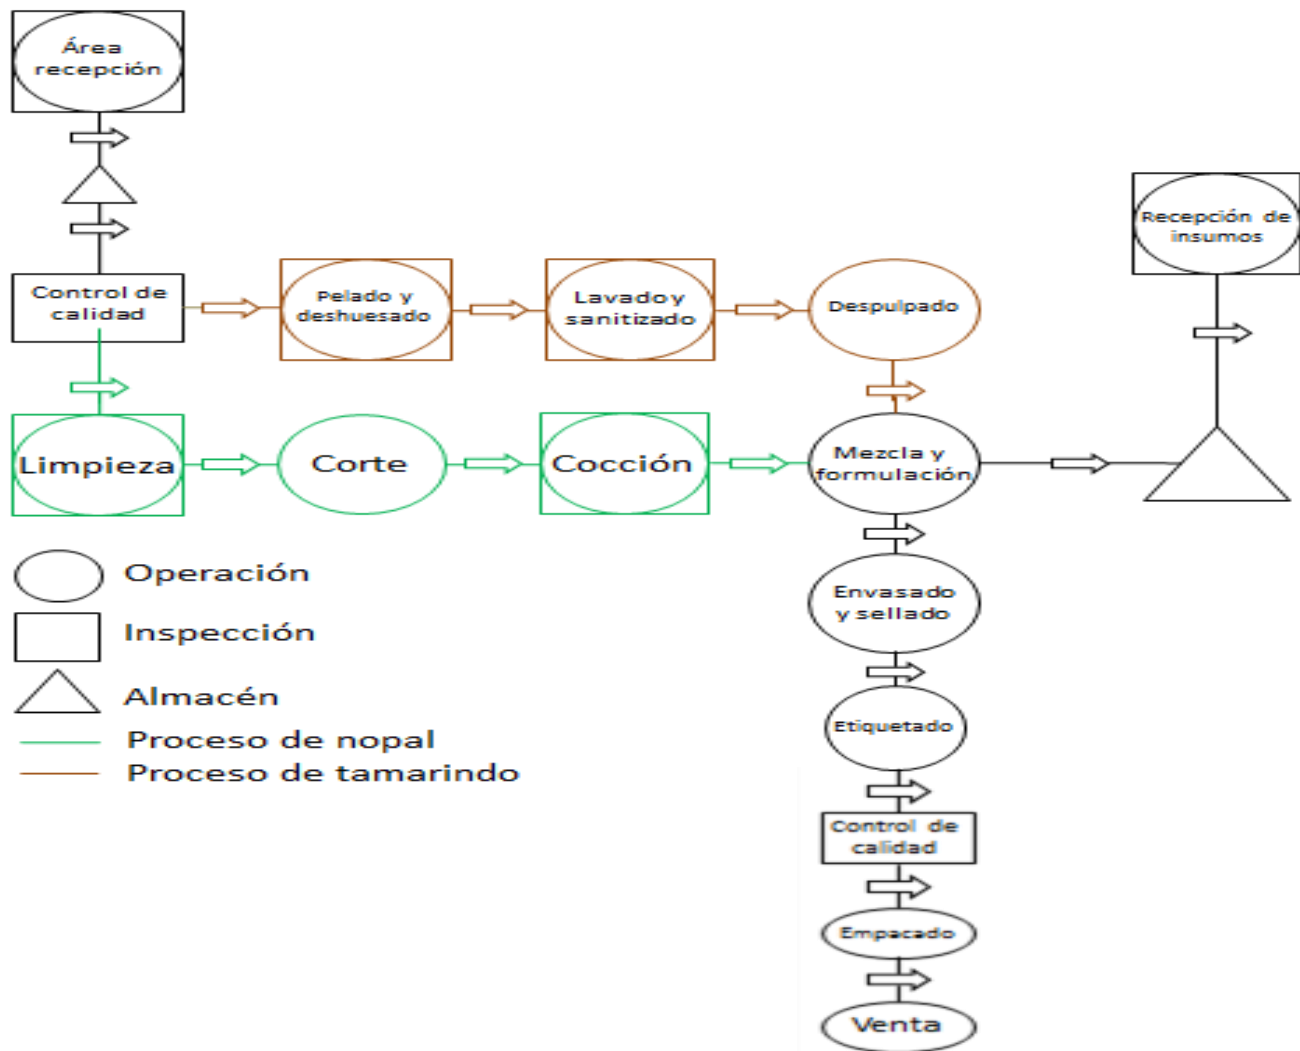 Área
recepción
Recepción de
insumos
Control de
calidad
Pelado y
deshuesado
Lavado y
sanitizado
Despulpado
Limpieza
Corte
Cocción
Mezcla y
formulación
Operación
Inspección
Almacén
Proceso de nopal
Proceso de tamarindo
Envasado
y sellado
Etiquetado
Control de
calidad
Empacado
Venta